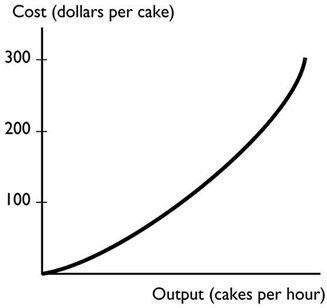 Cost (dollars per cake)
300
200
100
Output (cakes per hour)